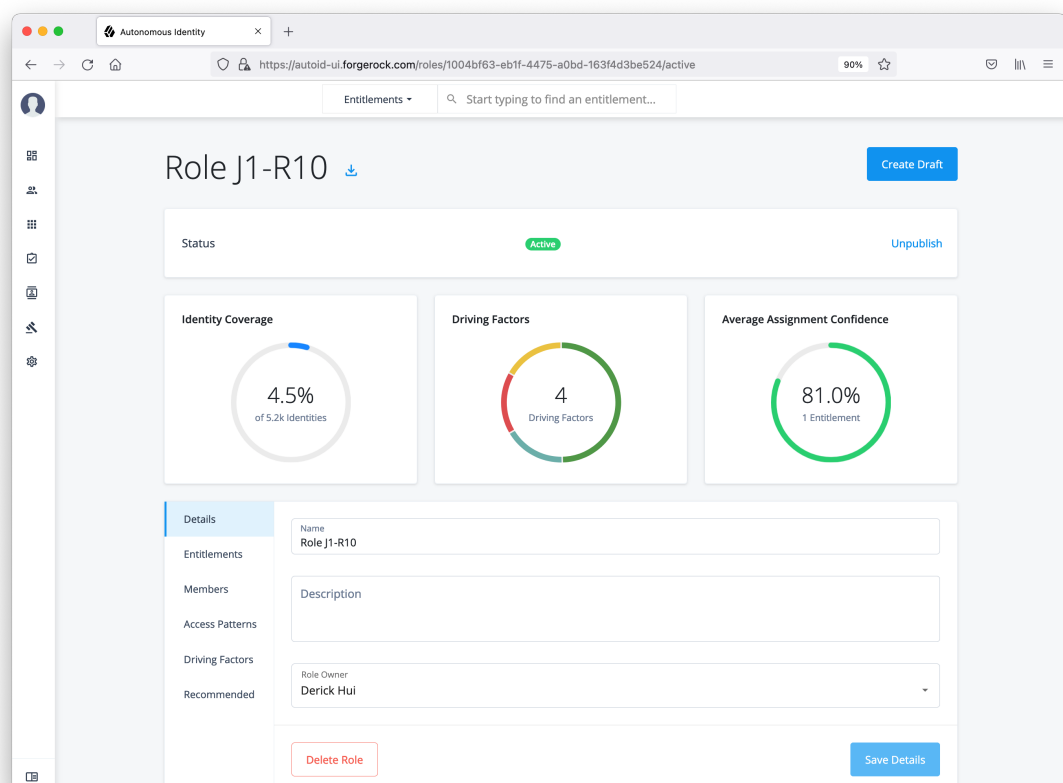 Autonomous Identity
https://autoid-ui.forgerock.com/roles/1004bf63-eb1f-4475-a0bd-163f4d3be524/active
90%
Entitlements
Start typing to find an entitlement...
Role J1-R10
Create Draft
Status
Active
Unpublish
Identity Coverage
4.5%
of 5.2k Identities
Driving Factors
4
Driving Factors
Average Assignment Confidence
81.0%
1 Entitlement
Details
Entitlements
Members
Access Patterns
Driving Factors
Recommended
Name
Role J1-R10
Description
Role Owner
Derick Hui
Delete Role
Save Details